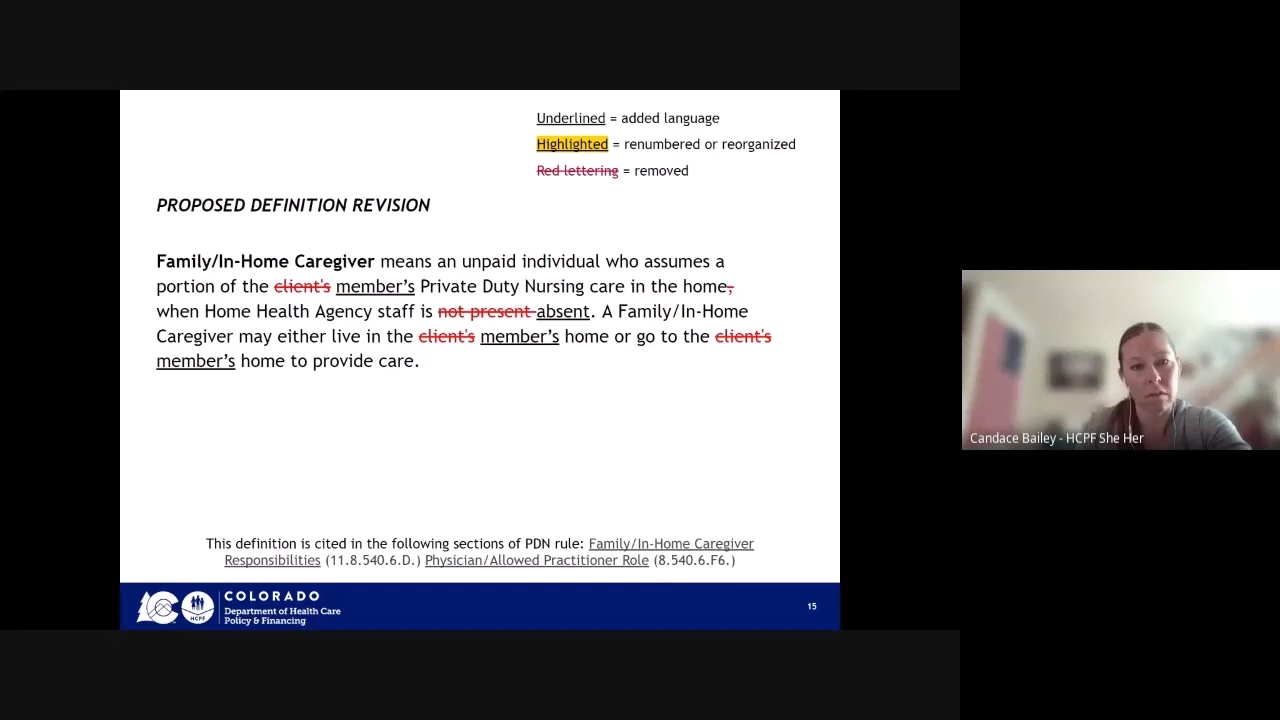 Underlined = added language
Highlighted = renumbered or reorganized
Red lettering = removed
PROPOSED DEFINITION REVISION
Family/In-Home Caregiver means an unpaid individual who assumes a
portion of the client's member’s Private Duty Nursing care in the home,
when Home Health Agency staff is not present absent. A Family/In-Home
Caregiver may either live in the client's member’s home or go to the client's
member’s home to provide care.
This definition is cited in the following sections of PDN rule: Family/In-Home Caregiver
Responsibilities (11.8.540.6.D.) Physician/Allowed Practitioner Role (8.540.6.F6.)
HCPF
COLORADO
Department of Health Care
Policy & Financing
15
Candace Bailey - HCPF She Her